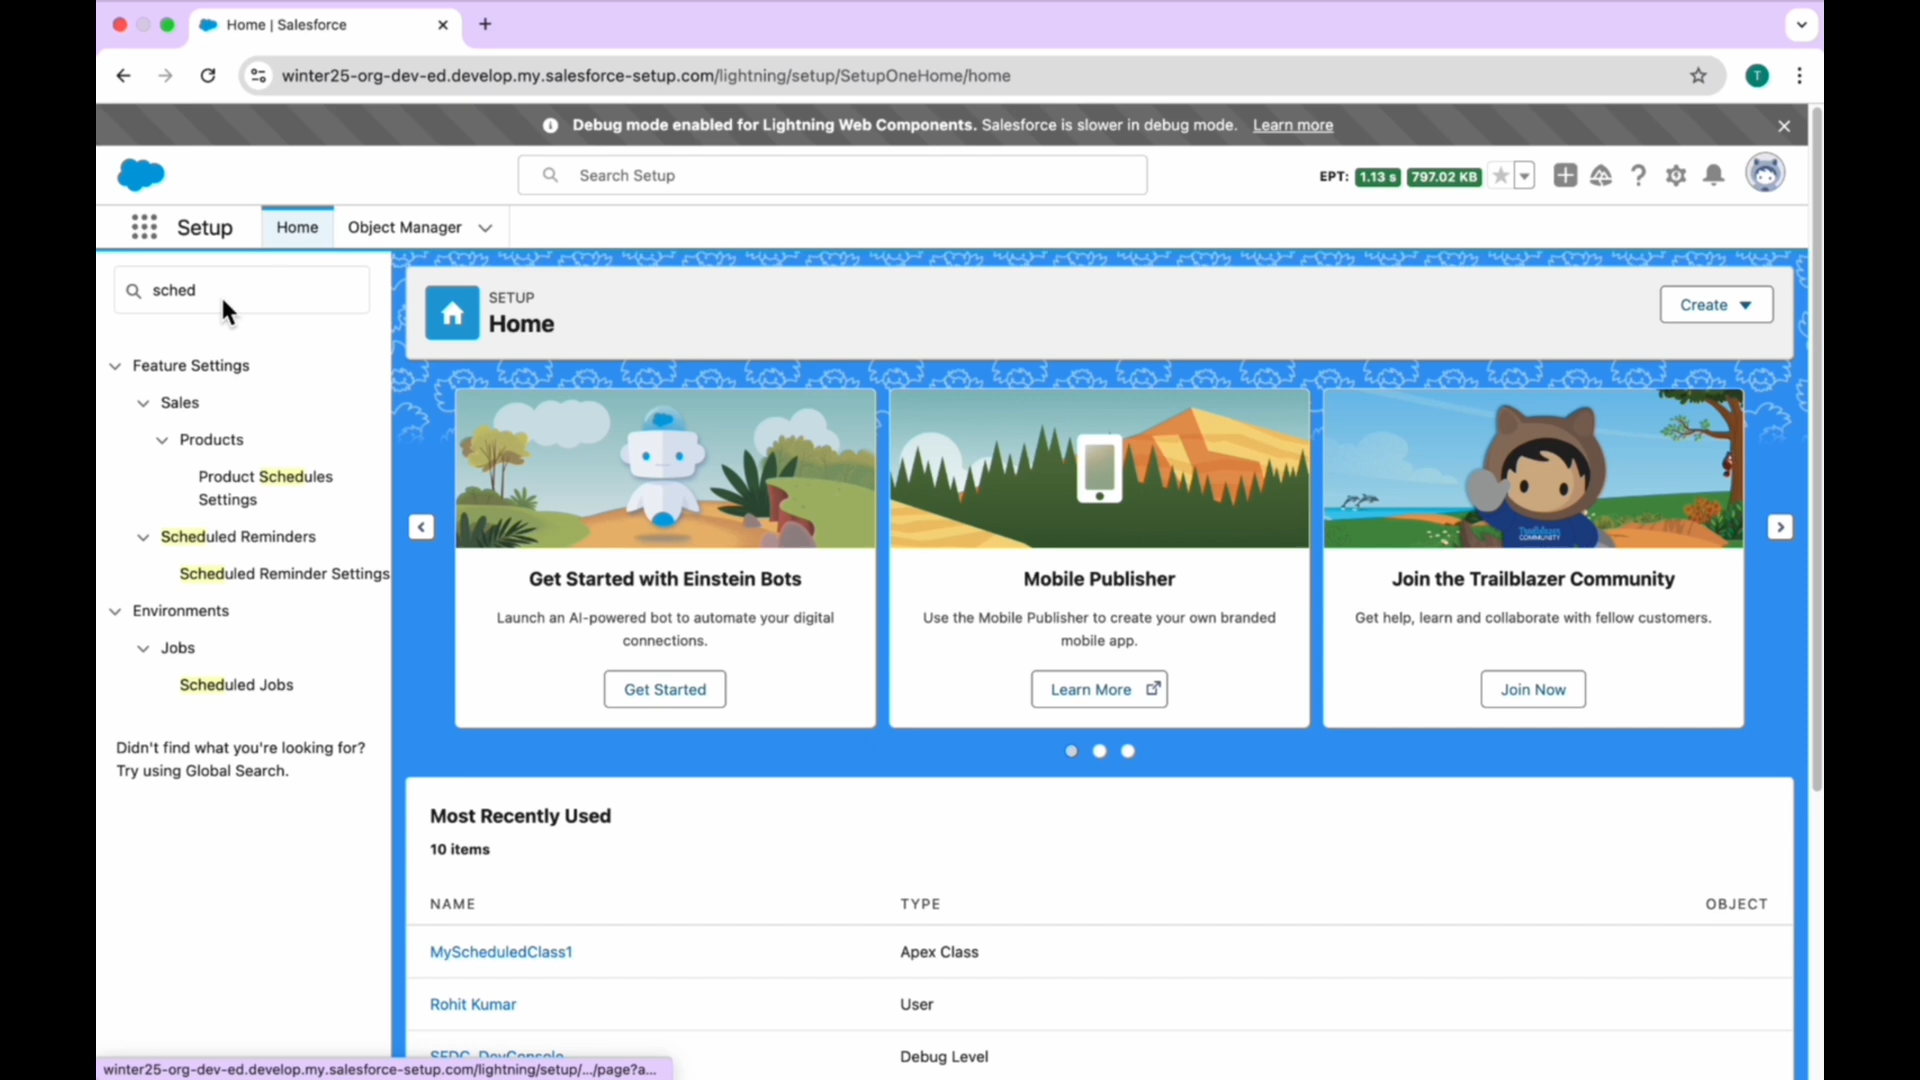 Home | Salesforce
winter25-org-dev-ed.develop.my.salesforce-setup.com/lightning/setup/SetupOneHome/home
T
Debug mode enabled for Lightning Web Components. Salesforce is slower in debug mode. Learn more
Search Setup
EPT: 1.13 s 797.02 KB
Setup
Home
Object Manager
sched
Feature Settings
Sales
Products
Product Schedules
Settings
Scheduled Reminders
Scheduled Reminder Settings
Environments
Jobs
Scheduled Jobs
Didn't find what you're looking for?
Try using Global Search.
SETUP
Home
Create
Get Started with Einstein Bots
Launch an AI-powered bot to automate your digital
connections.
Get Started
Mobile Publisher
Use the Mobile Publisher to create your own branded
mobile app.
Learn More
Trailblazer
COMMUNITY
Join the Trailblazer Community
Get help, learn and collaborate with fellow customers.
Join Now
Most Recently Used
10 items
NAME TYPE OBJECT
MyScheduledClass1 Apex Class
Rohit Kumar User
SFDC_DevConsole Debug Level
winter25-org-dev-ed.develop.my.salesforce-setup.com/lightning/setup/.../page?a...